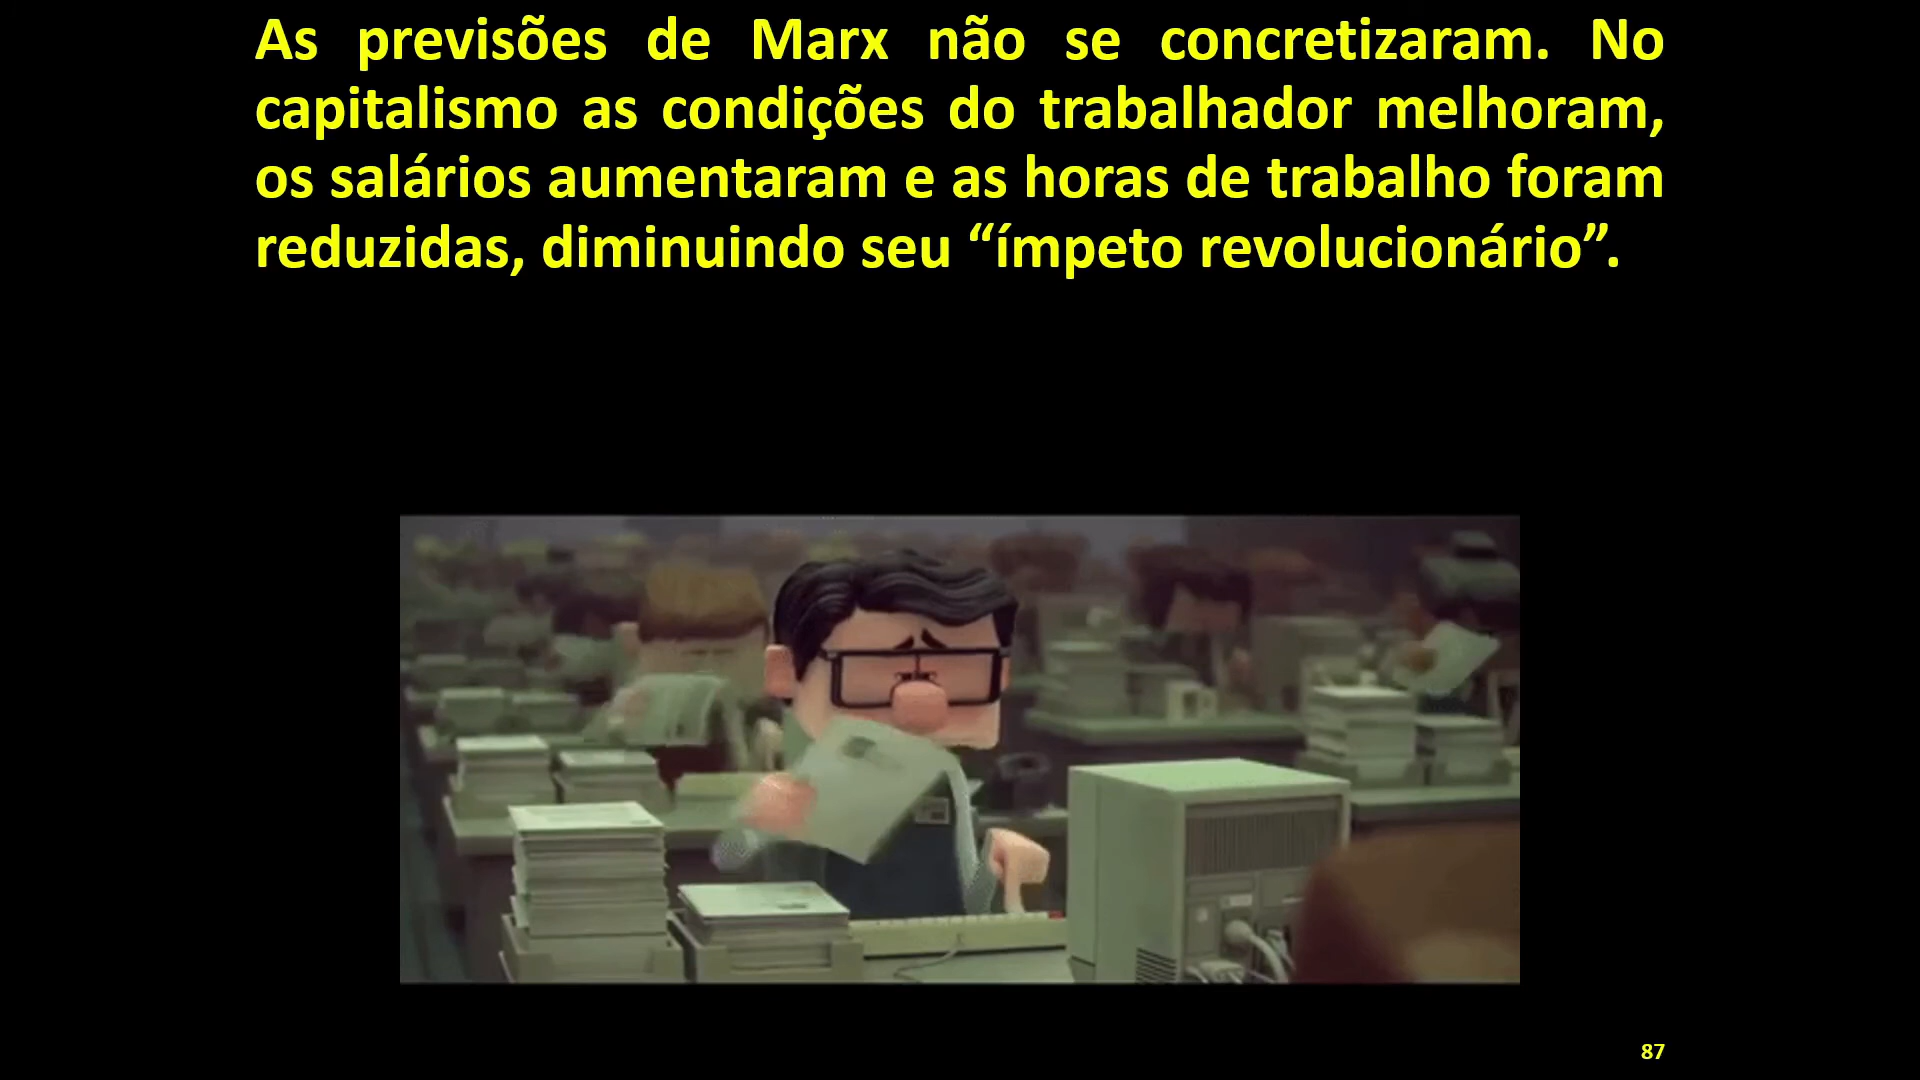 As previsões de Marx não se concretizaram. No
capitalismo as condições do trabalhador melhoram,
os salários aumentaram e as horas de trabalho foram
reduzidas, diminuindo seu “ímpeto revolucionário”.
87